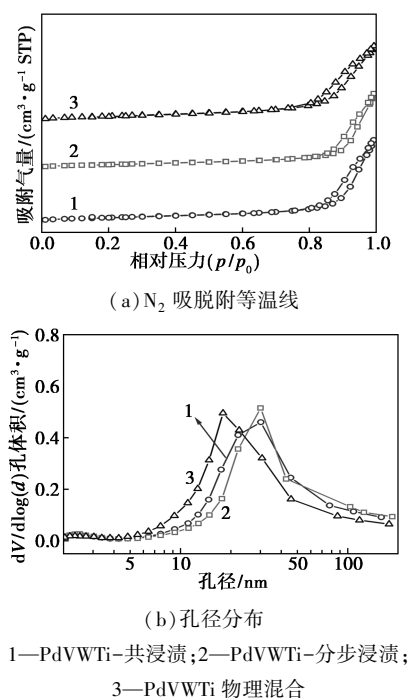 吸附气量/(cm³·g⁻¹ STP)
3
2
1
0.0 0.2 0.4 0.6 0.8 1.0
相对压力(p/p₀)
(a)N₂ 吸脱附等温线
dV/dlog(d)孔体积/(cm³·g⁻¹)
0.8
0.6
0.4
0.2
0.0
1
3
2
5 10 50 100
孔径/nm
(b)孔径分布
1—PdVWTi-共浸渍;2—PdVWTi-分步浸渍;
3—PdVWTi 物理混合